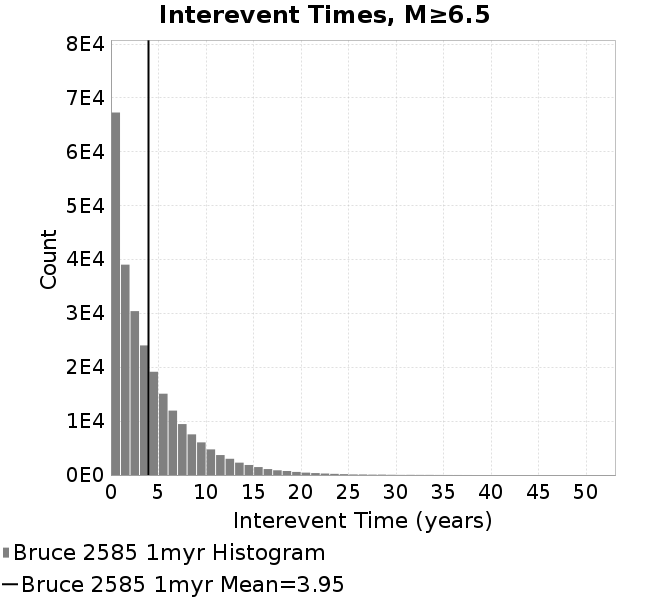 Interevent Times, M≥6.5
8E4
7E4
6E4
5E4
4E4
3E4
2E4
1E4
0E0
Count
0 5 10 15 20 25 30 35 40 45 50
Interevent Time (years)
Bruce 2585 1myr Histogram
Bruce 2585 1myr Mean=3.95